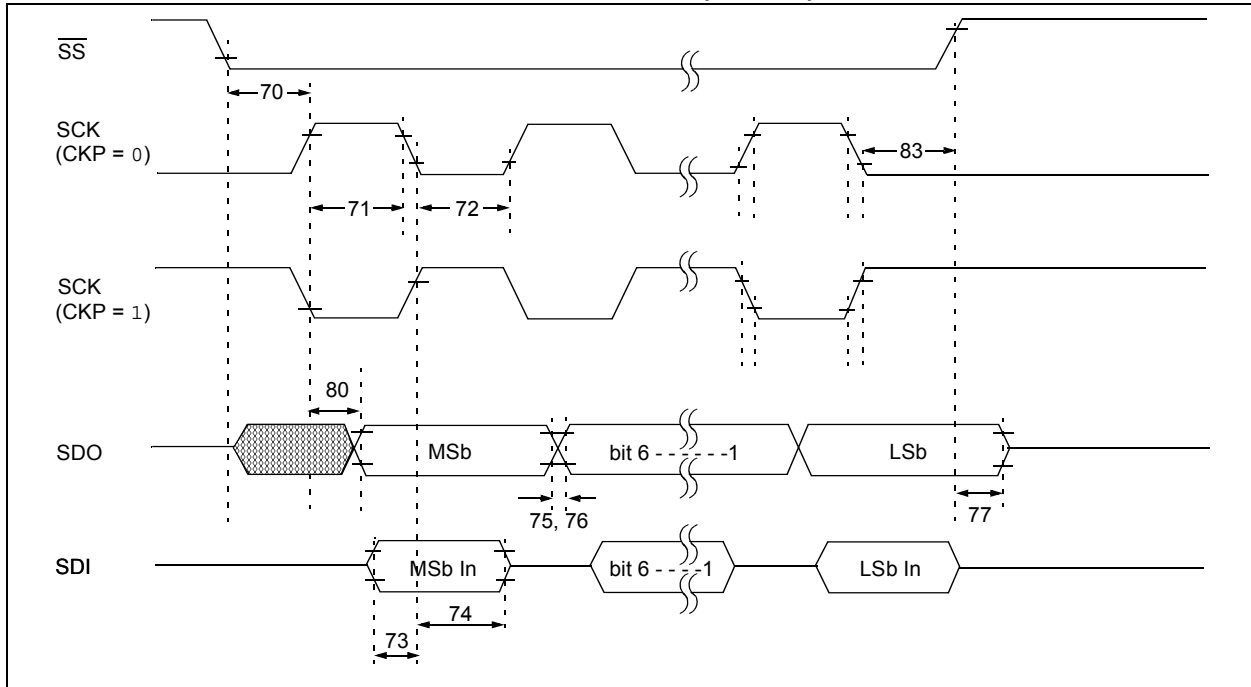 SS
70
SCK
(CKP = 0)
83
71
72
SCK
(CKP = 1)
80
SDO
MSb
bit 6 - - - - - - -1
LSb
75, 76
77
SDI
MSb In
bit 6 - - - - -1
LSb In
74
73